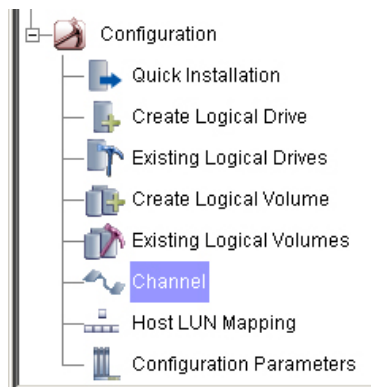 Configuration
Quick Installation
Create Logical Drive
Existing Logical Drives
Create Logical Volume
Existing Logical Volumes
Channel
Host LUN Mapping
Configuration Parameters